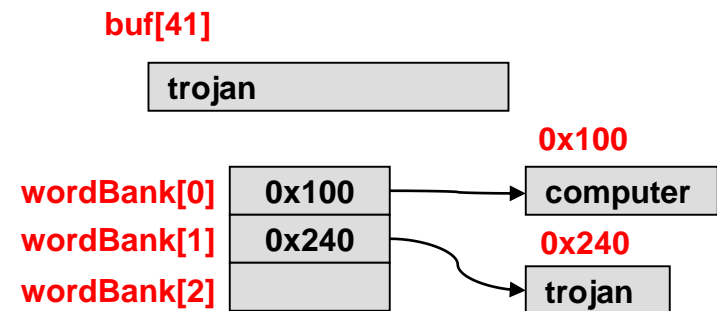 buf[41]
trojan
0x100
wordBank[0] 0x100 computer
wordBank[1] 0x240 0x240
wordBank[2] trojan